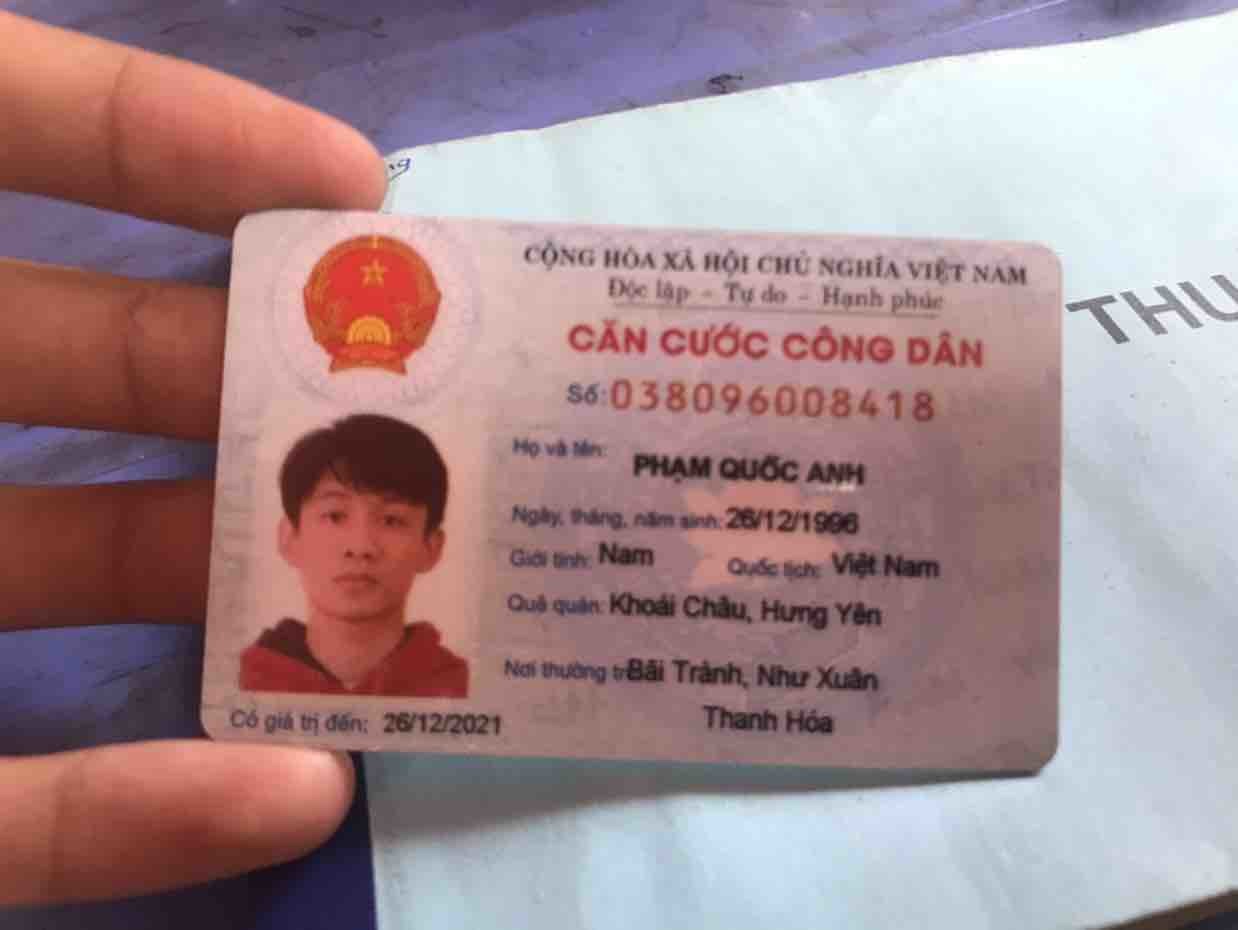 CỘNG HÒA XÃ HỘI CHỦ NGHĨA VIỆT NAM
Độc lập - Tự do - Hạnh phúc
CĂN CƯỚC CÔNG DÂN
Số: 038096008418
Họ và tên: PHẠM QUỐC ANH
Ngày, tháng, năm sinh: 26/12/1996
Giới tính: Nam Quốc tịch: Việt Nam
Quê quán: Khoái Châu, Hưng Yên
Nơi thường tr Bãi Trành, Như Xuân
Thanh Hóa
Có giá trị đến: 26/12/2021
THU